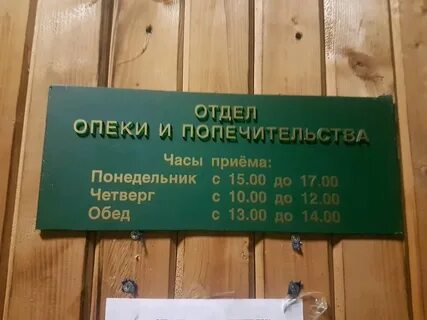 ОТДЕЛ
ОПЕКИ И ПОПЕЧИТЕЛЬСТВА
Часы приёма:
Понедельник с 15.00 до 17.00
Четверг с 10.00 до 12.00
Обед с 13.00 до 14.00